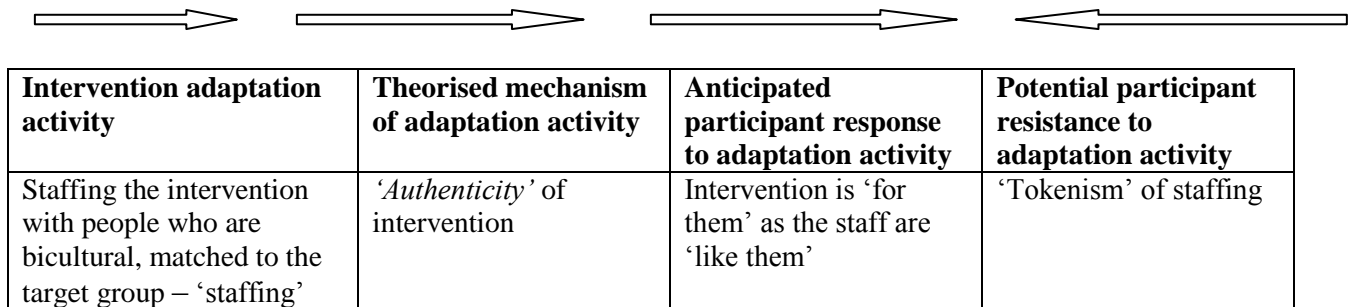 Intervention adaptation
activity
Theorised mechanism
of adaptation activity
Anticipated
participant response
to adaptation activity
Potential participant
resistance to
adaptation activity
Staffing the intervention
with people who are
bicultural, matched to the
target group – ‘staffing’
‘Authenticity’ of
intervention
Intervention is ‘for
them’ as the staff are
‘like them’
‘Tokenism’ of staffing